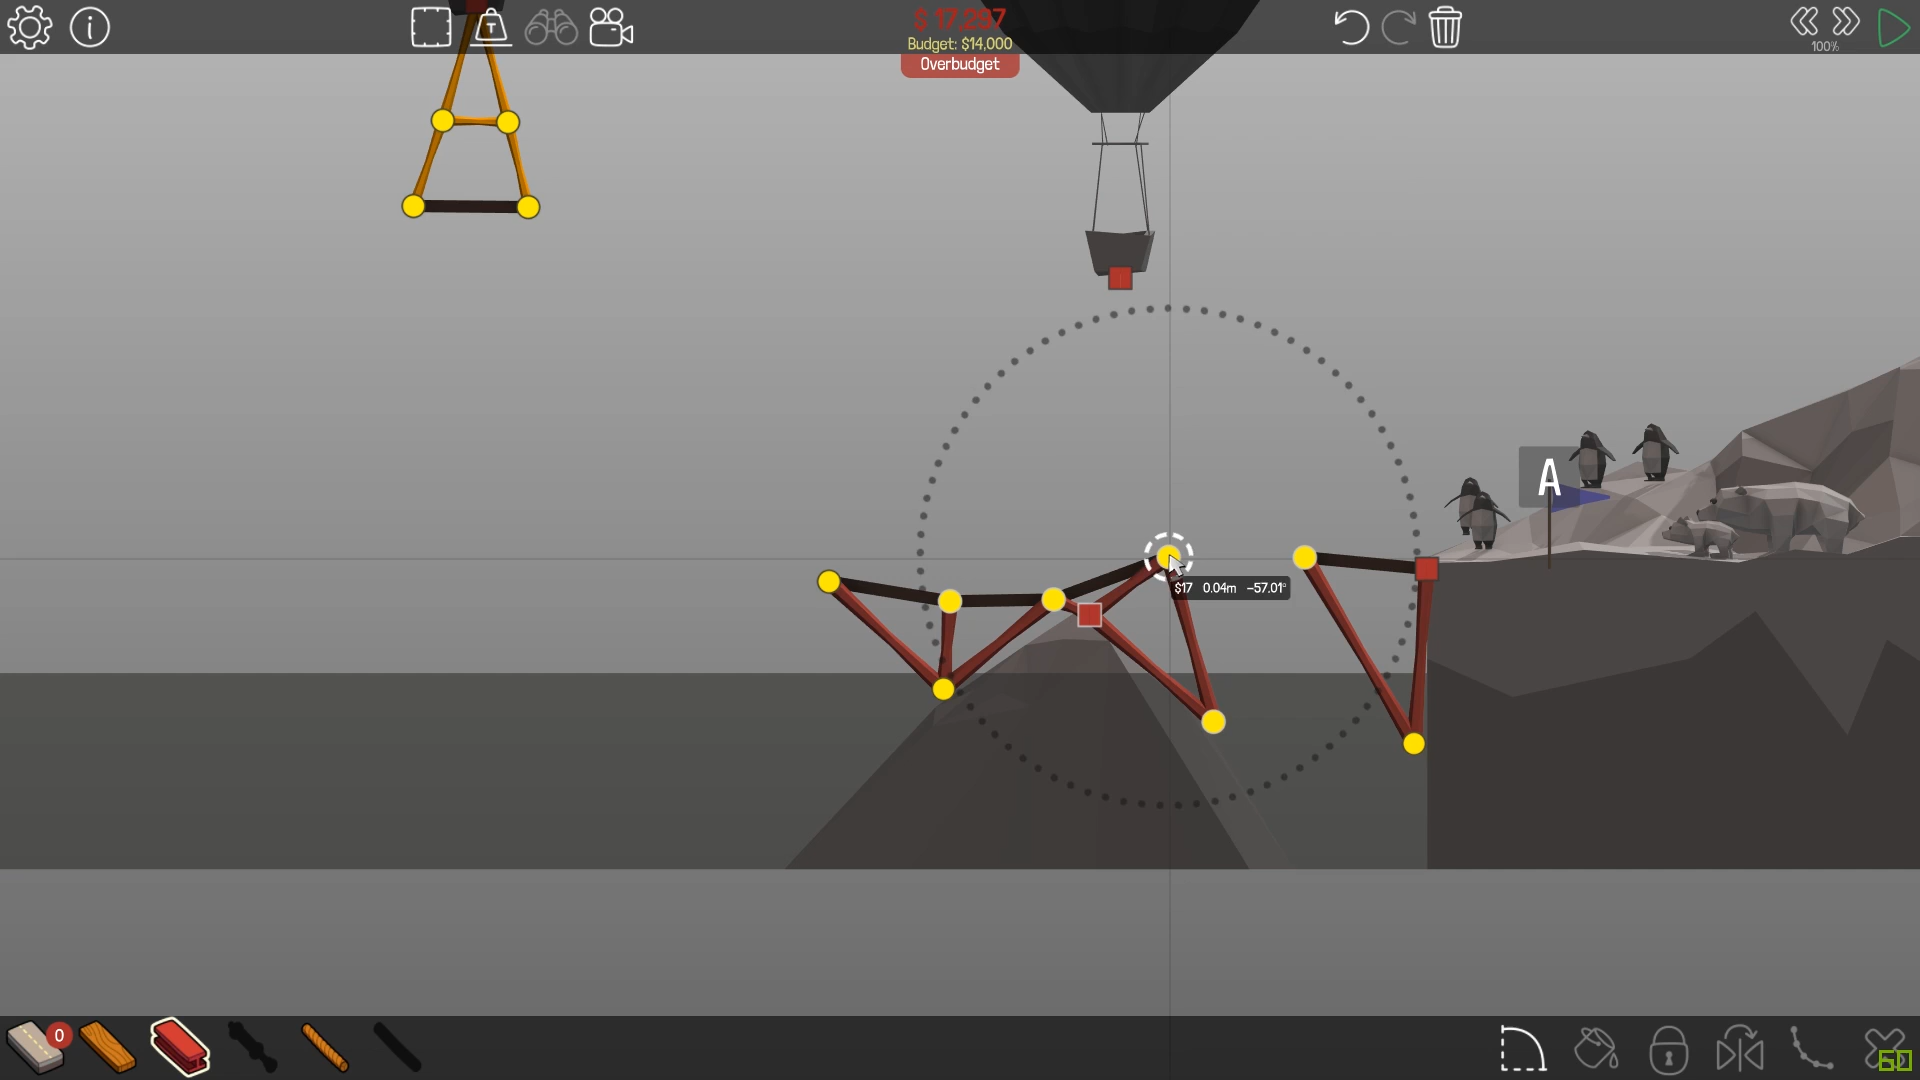 $ 17,297
Budget: $14,000
Overbudget
100%
T
A
$17 0.04m -57.01°
0
60